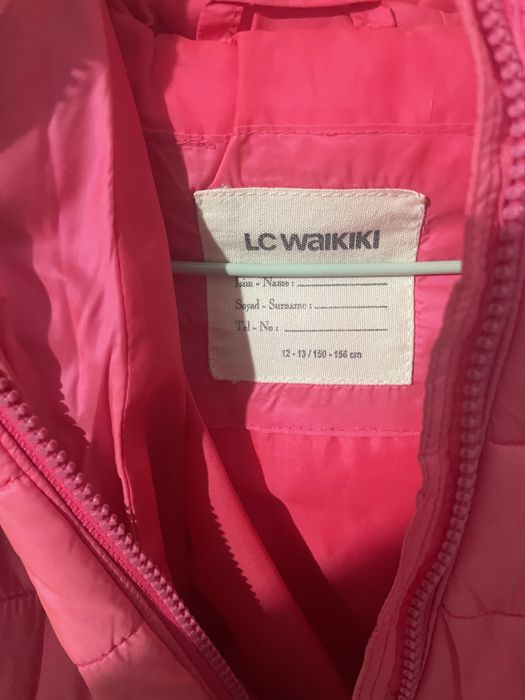 LC WAIKIKI
İsim - Name :
Soyad - Surname :
Tel - No :
12 - 13 / 150 - 156 cm